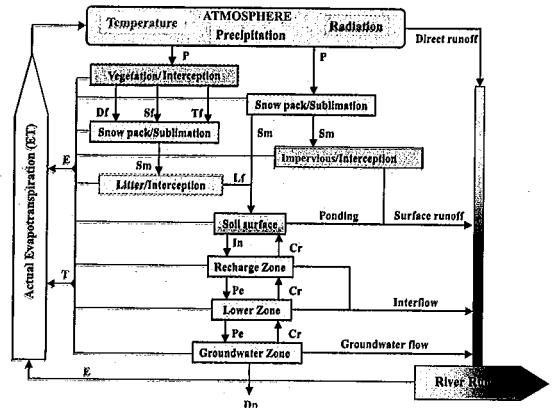 ATMOSPHERE
Temperature
Precipitation
Radiation
Direct runoff
P
P
Vegetation/Interception
Df
Sf
Tf
Snow pack/Sublimation
Snow pack/Sublimation
Sm
Sm
Impervious/Interception
Sm
E
Litter/Interception
Lf
Soil surface
Ponding
Surface runoff
In
Cr
Recharge Zone
T
Pe
Cr
Lower Zone
Interflow
Pe
Cr
Groundwater Zone
Groundwater flow
E
Dp
River
Actual Evapotranspiration (ET)